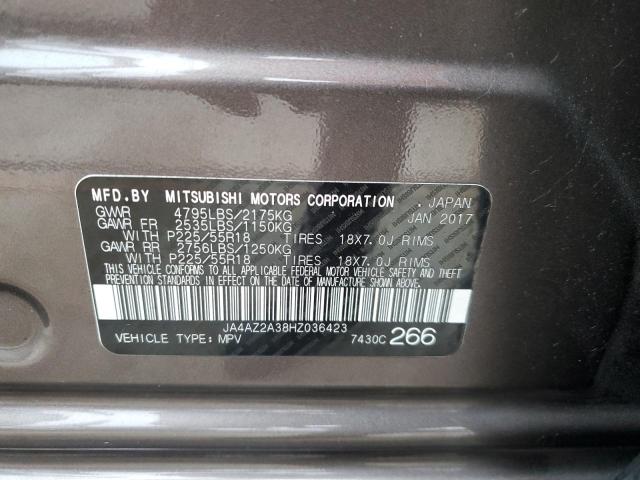 MFD.BY MITSUBISHI MOTORS CORPORATION . JAPAN
GVWR 4795LBS/2175KG JAN 2017
GAWR FR 2535LBS/1150KG
WITH P225/55R18 TIRES 18X7.0J RIMS
GAWR RR 2756LBS/1250KG
WITH P225/55R18 TIRES 18X7.0J RIMS
THIS VEHICLE CONFORMS TO ALL APPLICABLE FEDERAL MOTOR VEHICLE SAFETY AND THEFT
PREVENTION STANDARDS IN EFFECT ON THE DATE OF MANUFACTURE SHOWN ABOVE.
JA4AZ2A38HZ036423
VEHICLE TYPE: MPV 7430C 266